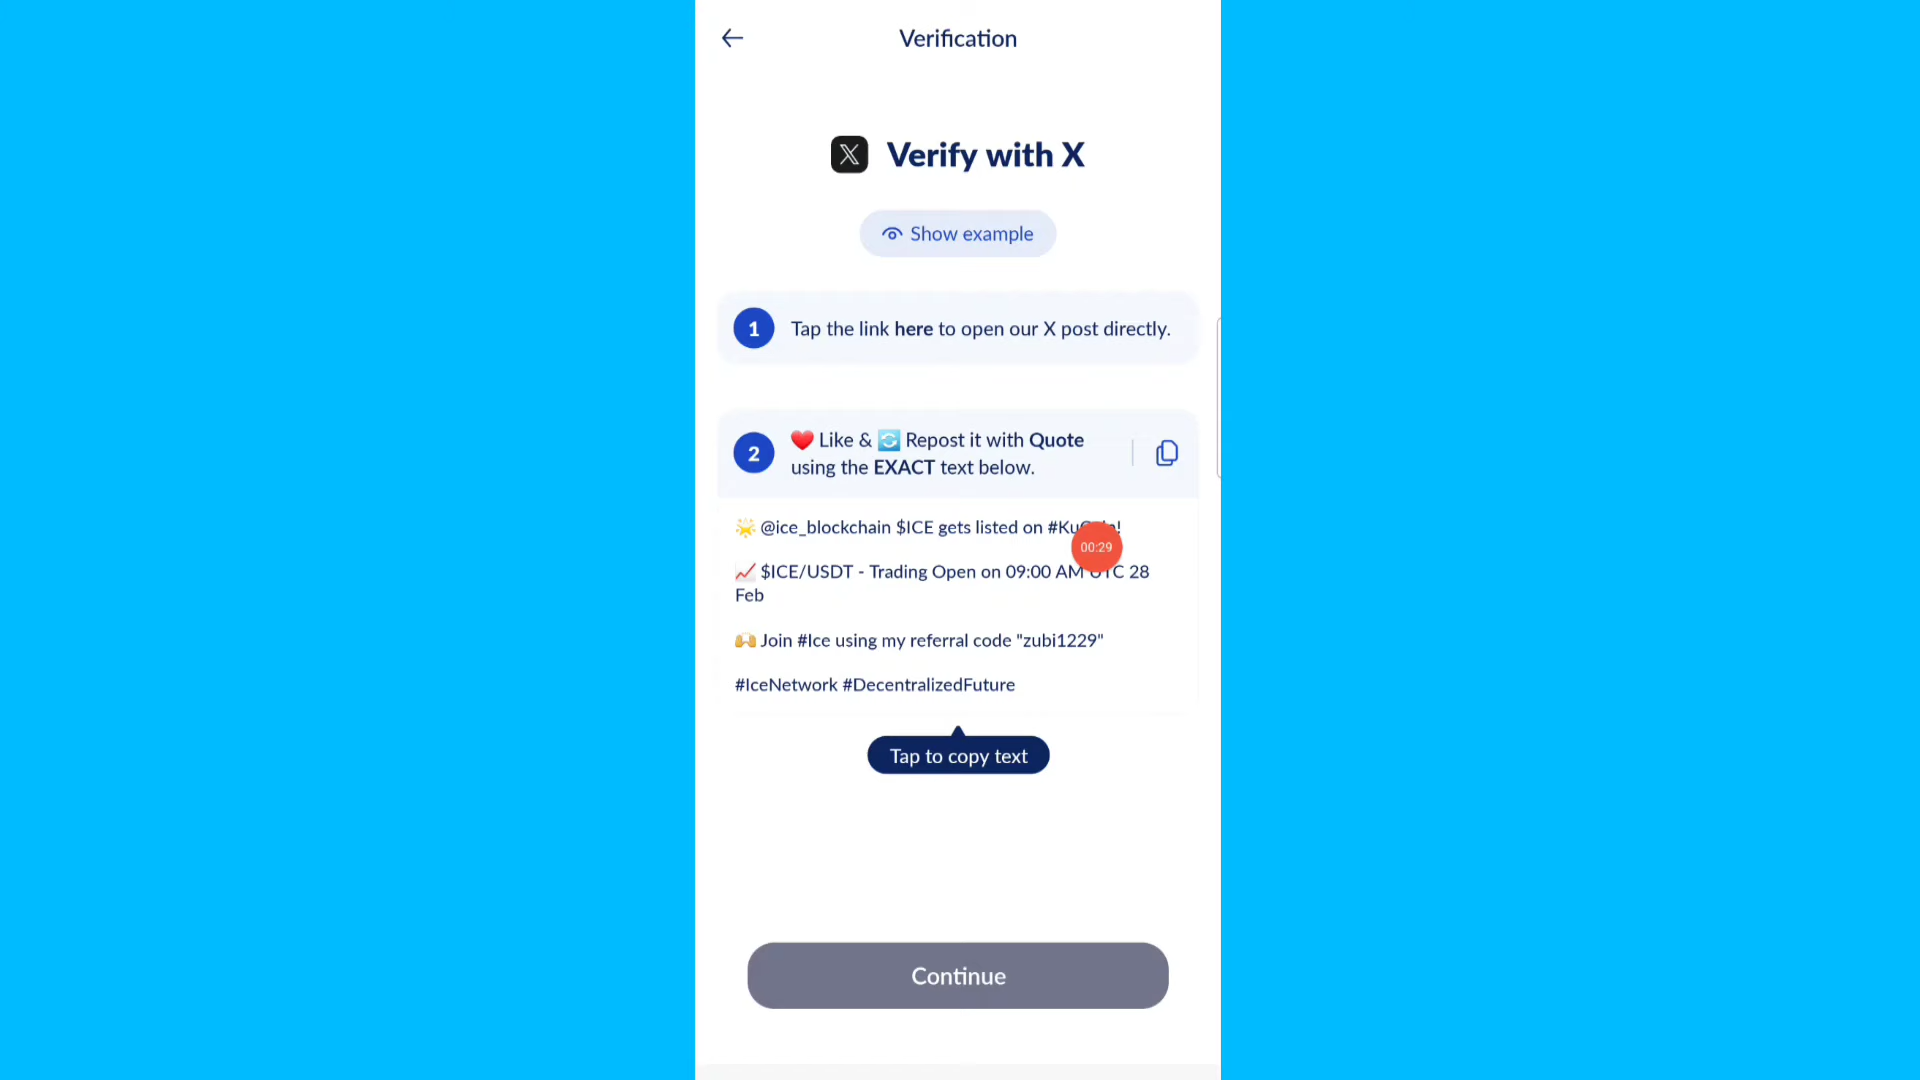 Verification
Verify with X
Show example
1 Tap the link here to open our X post directly.
2 ❤️ Like & 🔄 Repost it with Quote
using the EXACT text below.
🌟 @ice_blockchain $ICE gets listed on
00:29
📈 $ICE/USDT - Trading Open on 09:00 AM UTC 28
Feb
🙌 Join #Ice using my referral code "zubi1229"
#IceNetwork #DecentralizedFuture
Tap to copy text
Continue